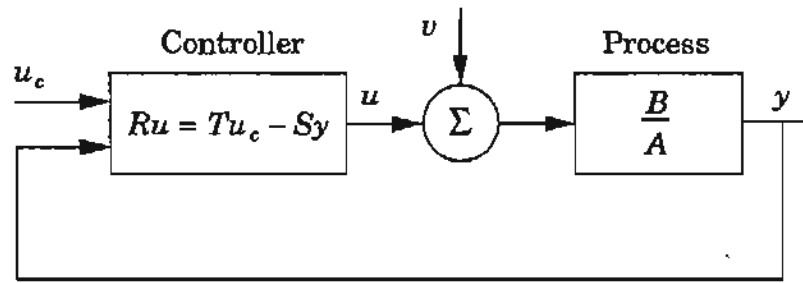 Controller
Process
v
u_c
Ru = Tu_c − Sy
u
Σ
B
A
y